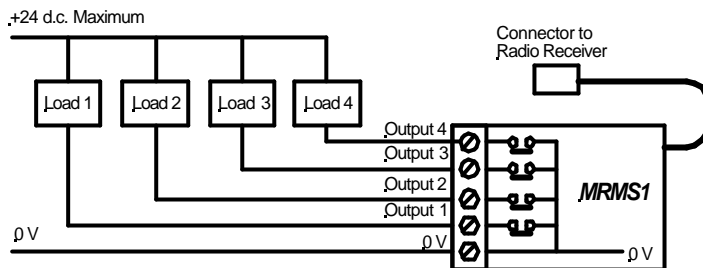 +24 d.c. Maximum
Connector to
Radio Receiver
Load 1
Load 2
Load 3
Load 4
Output 4
Output 3
Output 2
Output 1
MRMS1
0 V
0 V
0 V